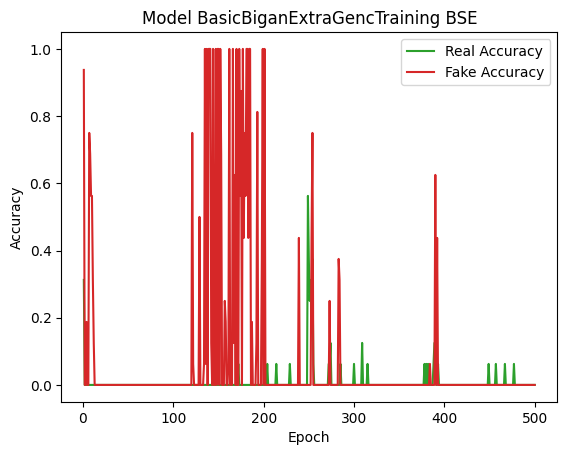 Model BasicBiganExtraGencTraining BSE
Real Accuracy
Fake Accuracy
1.0
0.8
0.6
0.4
0.2
0.0
Accuracy
0 100 200 300 400 500
Epoch